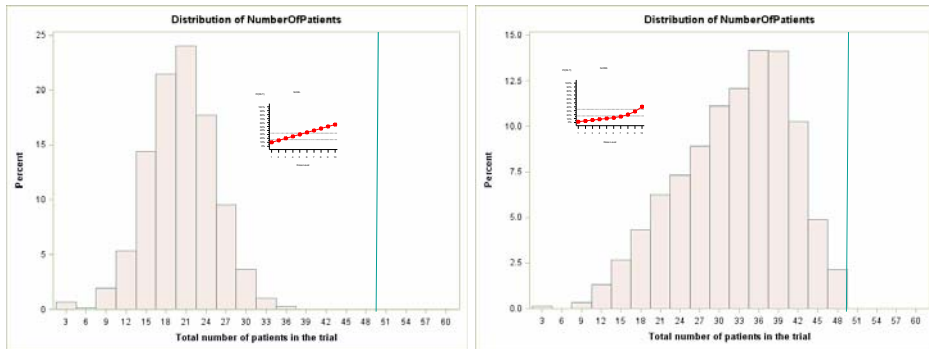 Distribution of NumberOfPatients
25
20
15
10
5
0
Percent
3 6 9 12 15 18 21 24 27 30 33 36 39 42 45 48 51 54 57 60
Total number of patients in the trial
Distribution of NumberOfPatients
15.0
12.5
10.0
7.5
5.0
2.5
0.0
Percent
3 6 9 12 15 18 21 24 27 30 33 36 39 42 45 49 51 54 57 60
Total number of patients in the trial